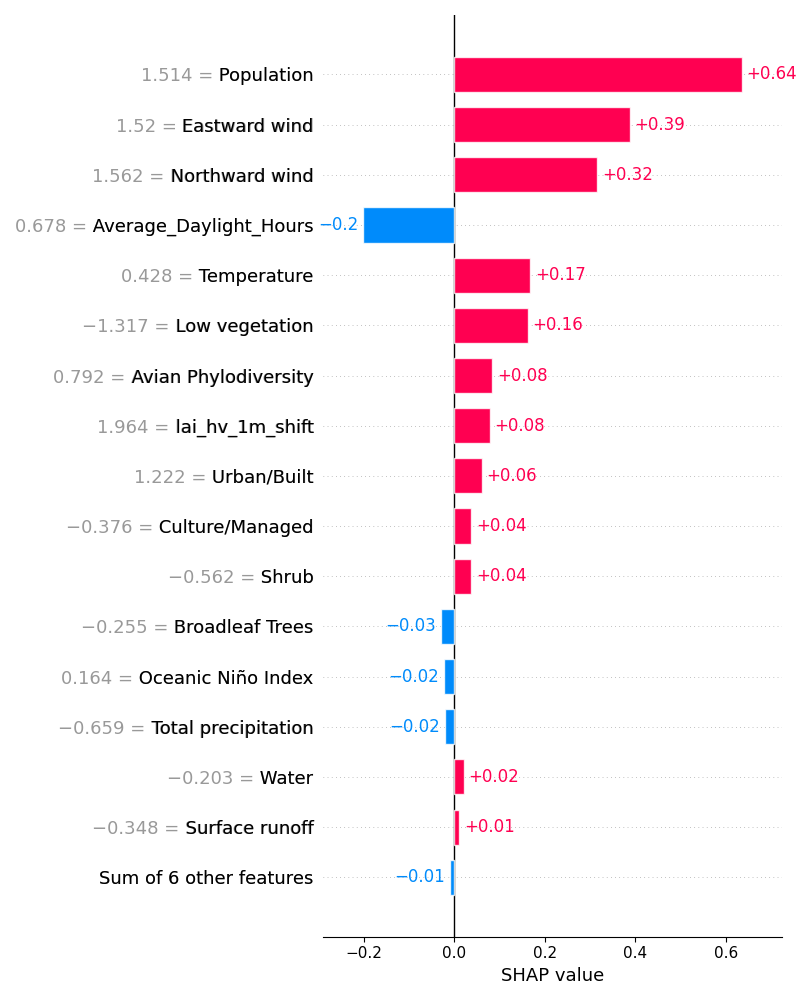 1.514 = Population +0.64
1.52 = Eastward wind +0.39
1.562 = Northward wind +0.32
0.678 = Average_Daylight_Hours −0.2
0.428 = Temperature +0.17
−1.317 = Low vegetation +0.16
0.792 = Avian Phylodiversity +0.08
1.964 = lai_hv_1m_shift +0.08
1.222 = Urban/Built +0.06
−0.376 = Culture/Managed +0.04
−0.562 = Shrub +0.04
−0.255 = Broadleaf Trees −0.03
0.164 = Oceanic Niño Index −0.02
−0.659 = Total precipitation −0.02
−0.203 = Water +0.02
−0.348 = Surface runoff +0.01
Sum of 6 other features −0.01
−0.2 0.0 0.2 0.4 0.6
SHAP value